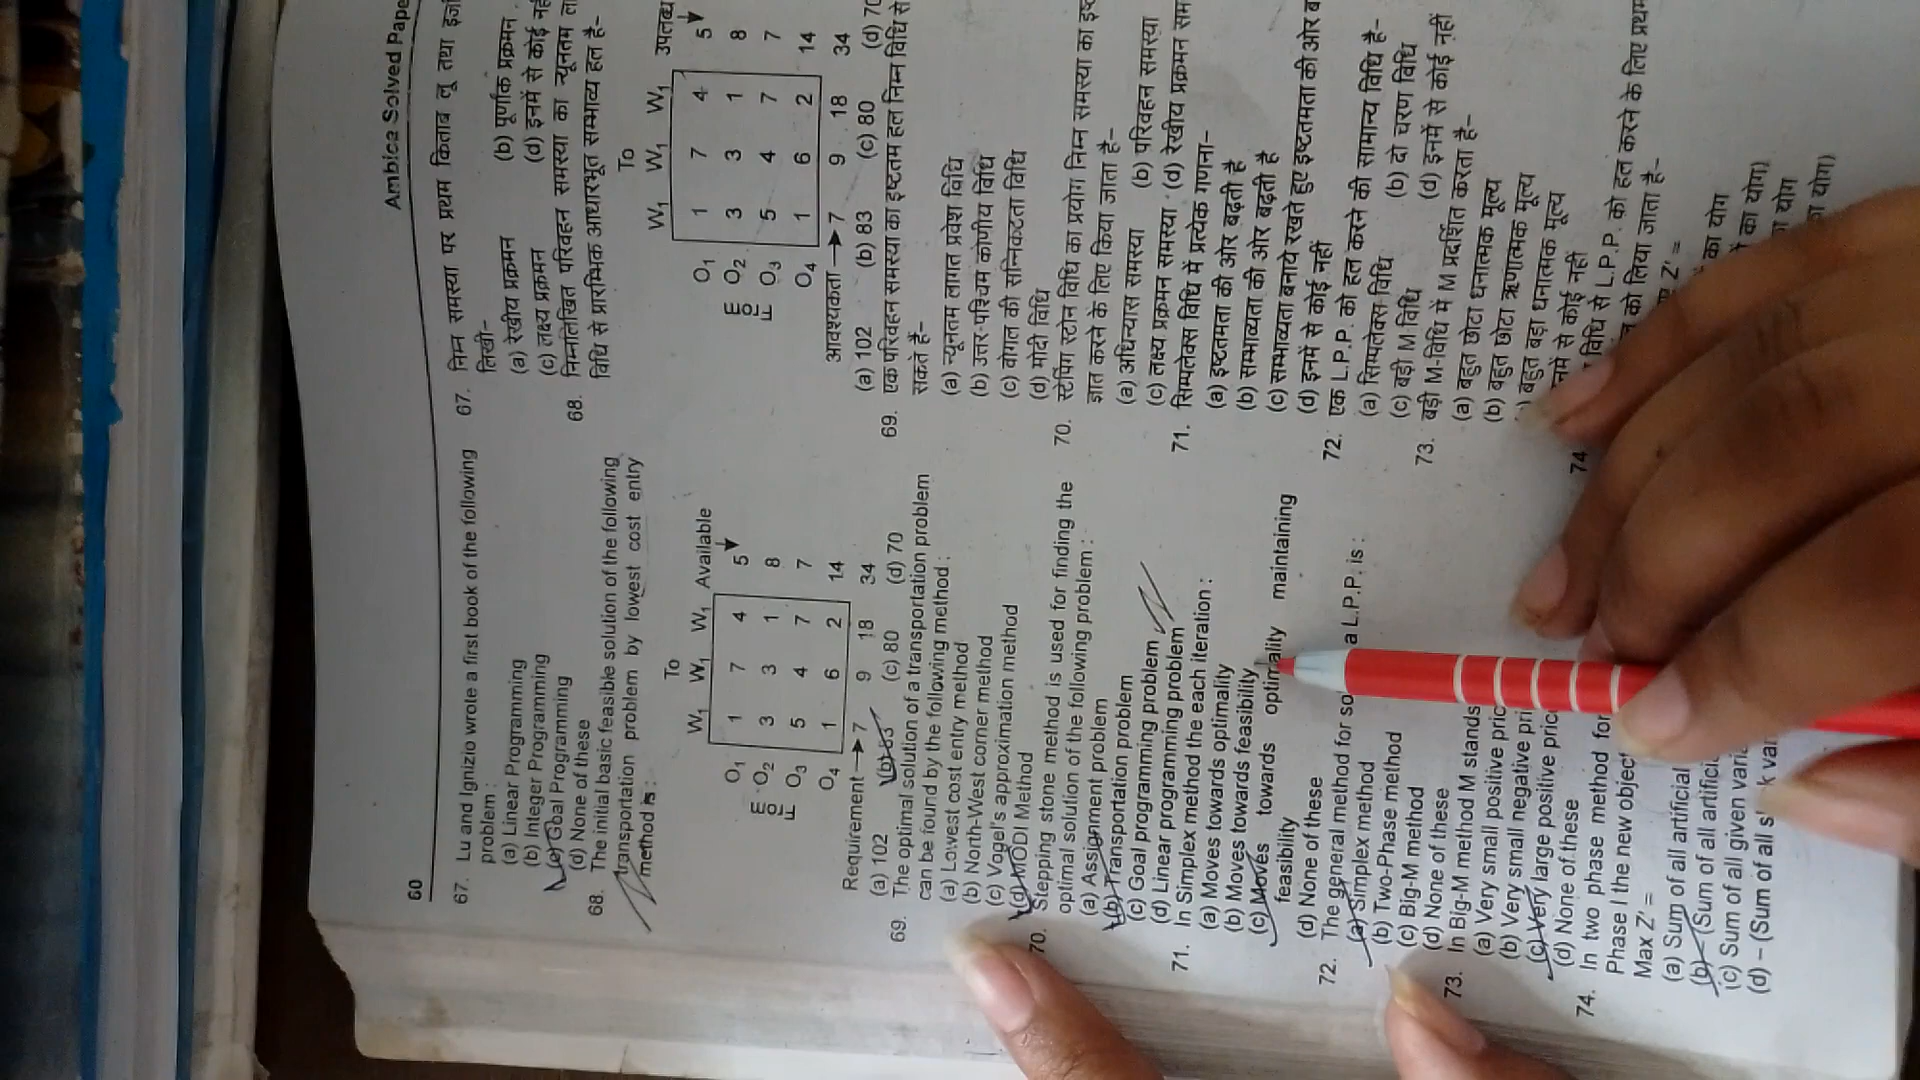 60
67. Lu and Ignizio wrote a first book of the following
problem :
(a) Linear Programming
(b) Integer Programming
(c) Goal Programming
(d) None of these
68. The initial basic feasible solution of the following
transportation problem by lowest cost entry
method is :
To
W1 W1 W1 Available
O1 1 7 4 5
O2 3 3 1 8
O3 5 4 7 7
O4 1 6 2 14
From
Requirement → 7 9 18 34
(a) 102 (b) 83 (c) 80 (d) 70
69. The optimal solution of a transportation problem
can be found by the following method :
(a) Lowest cost entry method
(b) North-West corner method
(c) Vogel's approximation method
(d) MODI Method
70. Stepping stone method is used for finding the
optimal solution of the following problem :
(a) Assignment problem
(b) Transportation problem
(c) Goal programming problem
(d) Linear programming problem
71. In Simplex method the each iteration :
(a) Moves towards optimality
(b) Moves towards feasibility
(c) Moves towards optimality maintaining
feasibility
(d) None of these
72. The general method for so a L.P.P. is :
(a) Simplex method
(b) Two-Phase method
(c) Big-M method
(d) None of these
73. In Big-M method M stands
(a) Very small positive pric
(b) Very small negative pri
(c) Very large positive pric
(d) None of these
74. In two phase method for
Phase I the new object
Max Z' =
(a) Sum of all artificial
(b) – (Sum of all artifici
(c) Sum of all given vari
(d) – (Sum of all s k var
Ambica Solved Pape
67. निम्न समस्या पर प्रथम किताब लू तथा इज
लिखी–
(a) रेखीय प्रक्रमन (b) पूर्णांक प्रक्रमन
(c) लक्ष्य प्रक्रमन (d) इनमें से कोई नह
68. निम्नलिखित परिवहन समस्या का न्यूनतम ला
विधि से प्रारम्भिक आधारभूत सम्भाव्य हल है–
To
W1 W1 W1 उपलब्ध
O1 1 7 4 5
O2 3 3 1 8
O3 5 4 7 7
O4 1 6 2 14
From
आवश्यकता → 7 9 18 34
(a) 102 (b) 83 (c) 80 (d) 70
69. एक परिवहन समस्या का इष्टतम हल निम्न विधि से
सकते हैं–
(a) न्यूनतम लागत प्रवेश विधि
(b) उत्तर-पश्चिम कोणीय विधि
(c) वोगल की सन्निकटता विधि
(d) मोदी विधि
70. स्टेपिंग स्टोन विधि का प्रयोग निम्न समस्या का इष्
ज्ञात करने के लिए किया जाता है–
(a) अधिन्यास समस्या (b) परिवहन समस्या
(c) लक्ष्य प्रक्रमन समस्या (d) रेखीय प्रक्रमन सम
71. सिम्पलेक्स विधि में प्रत्येक गणना–
(a) इष्टतमता की ओर बढ़ती है
(b) सम्भाव्यता की ओर बढ़ती है
(c) सम्भाव्यता बनाये रखते हुए इष्टतमता की ओर ब
(d) इनमें से कोई नहीं
72. एक L.P.P. को हल करने की सामान्य विधि है–
(a) सिम्पलेक्स विधि (b) दो चरण विधि
(c) बड़ी M विधि (d) इनमें से कोई नहीं
73. बड़ी M-विधि में M प्रदर्शित करता है–
(a) बहुत छोटा धनात्मक मूल्य
(b) बहुत छोटा ऋणात्मक मूल्य
) बहुत बड़ा धनात्मक मूल्य
नमें से कोई नहीं
74 विधि से L.P.P. को हल करने के लिए प्रथम
को लिया जाता है–
Z' =
का योग
का योग)
योग
योग)